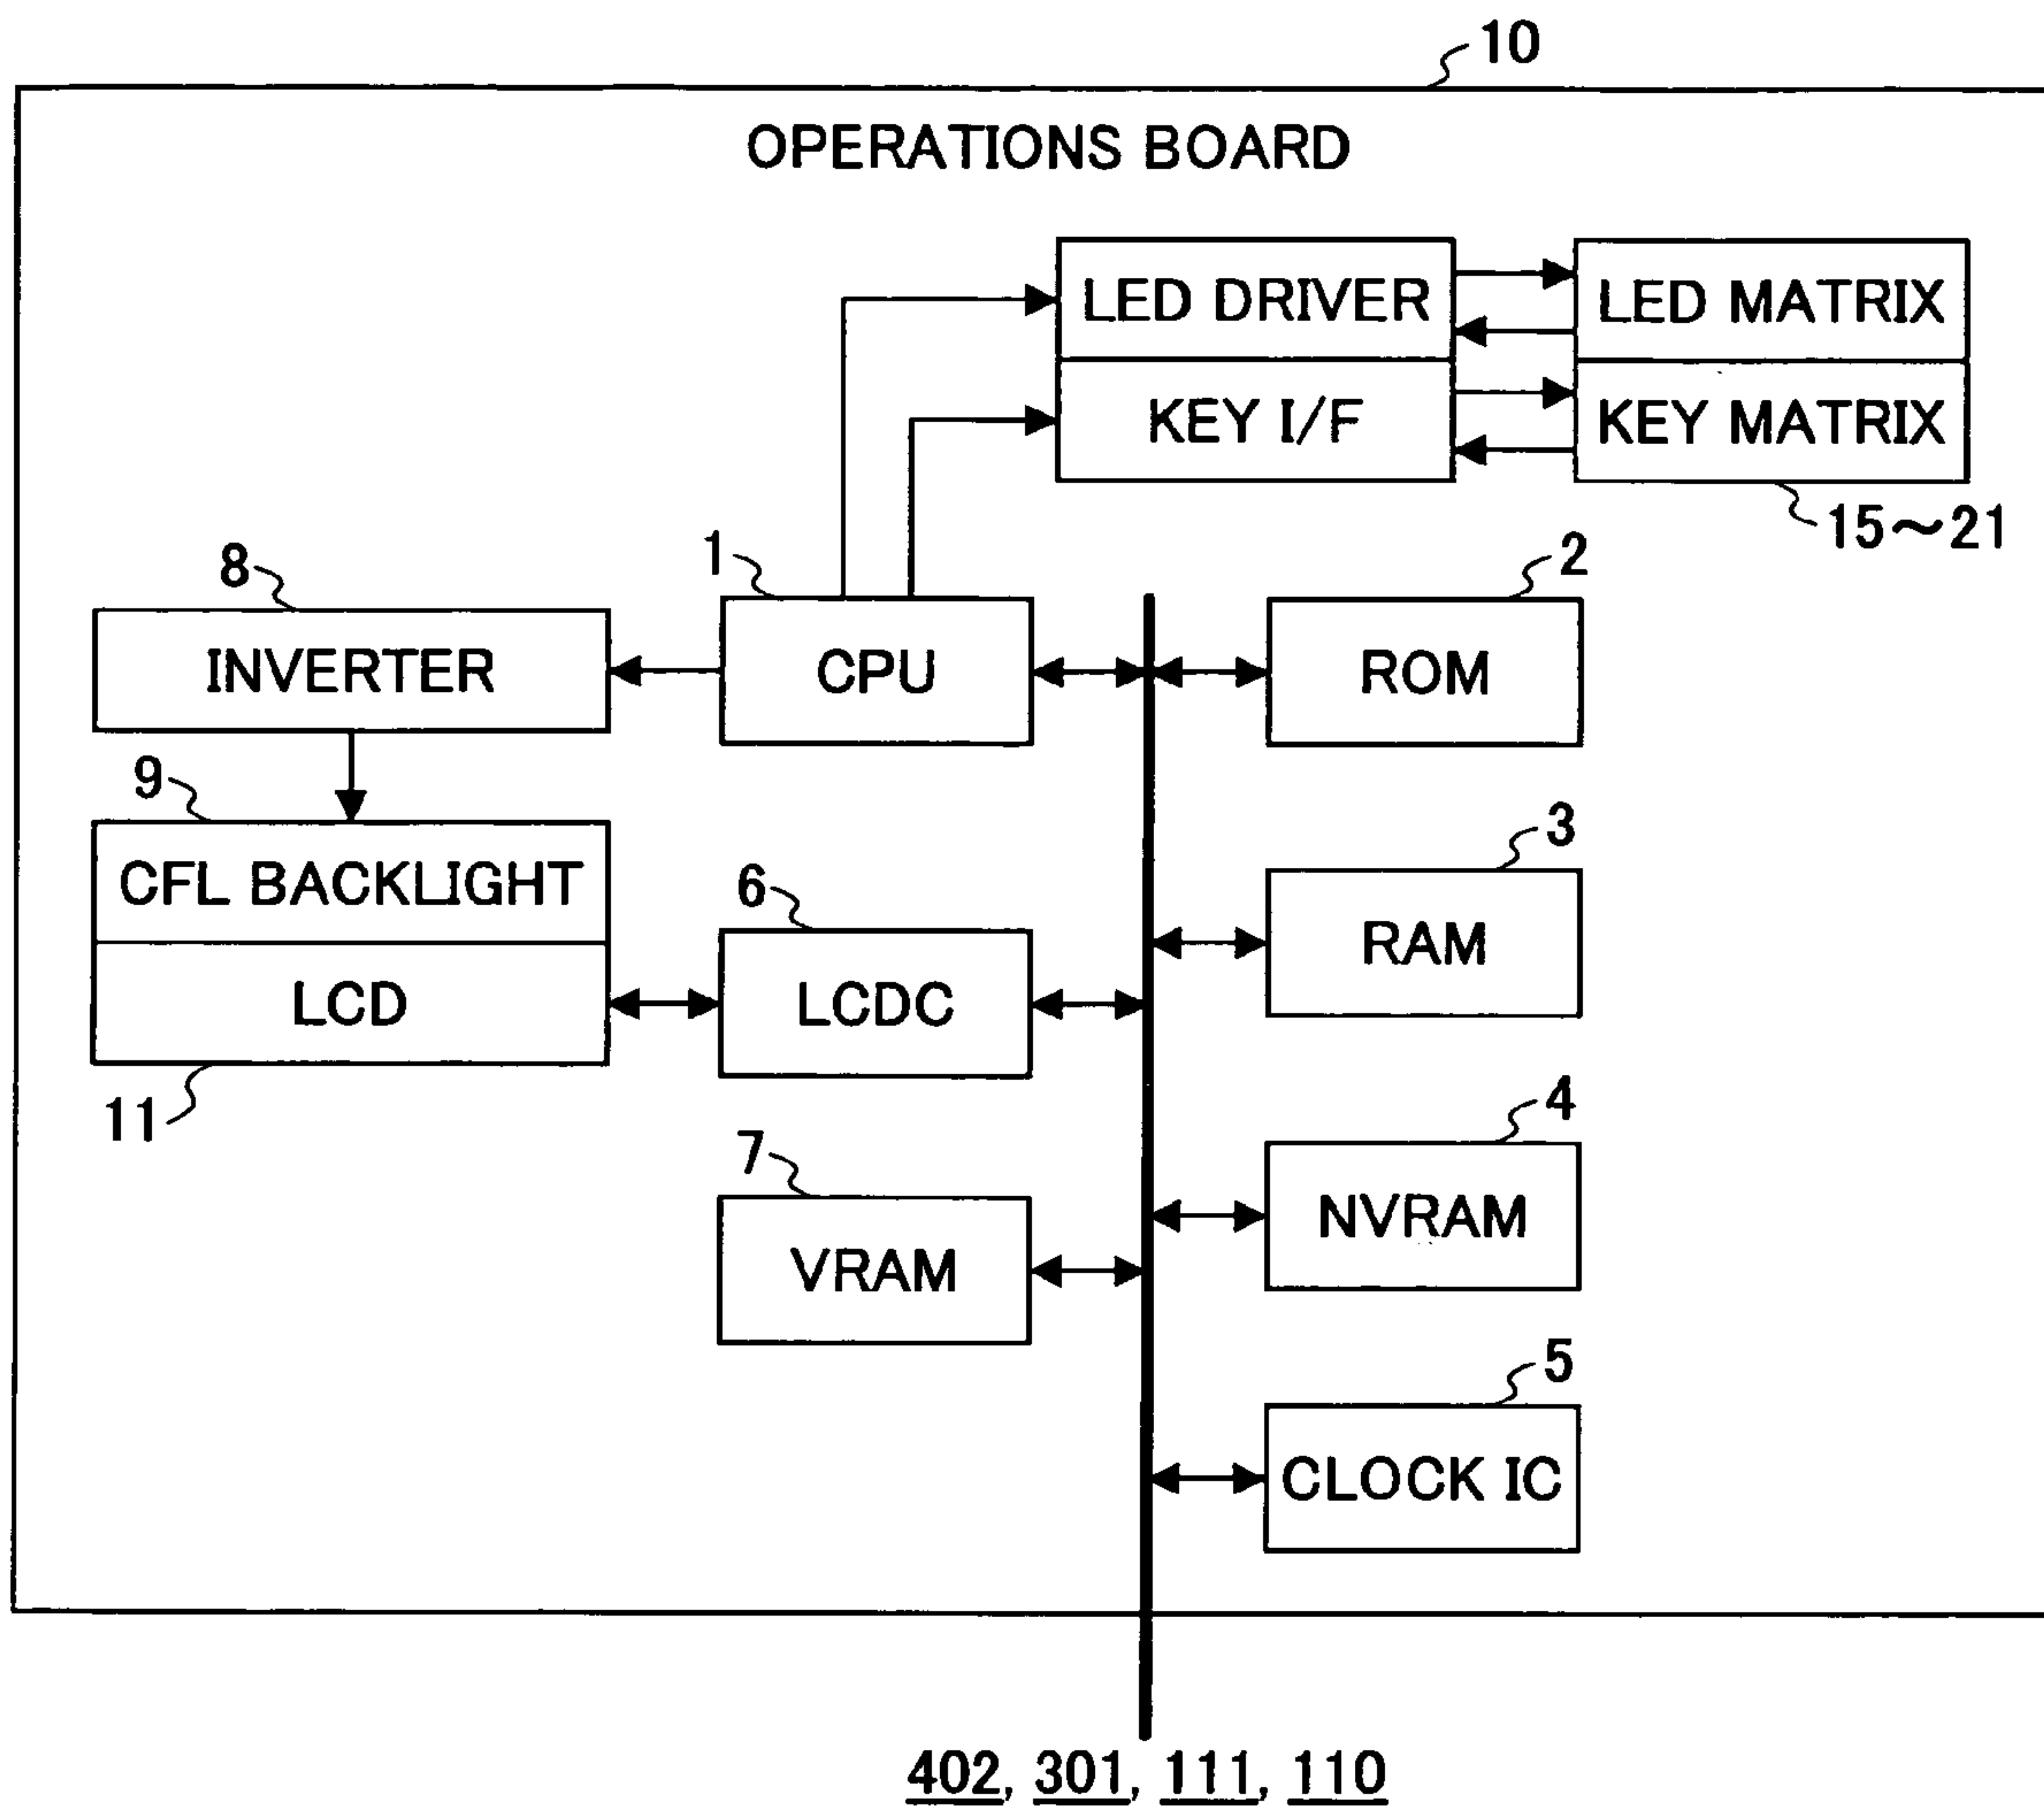 10
OPERATIONS BOARD
LED DRIVER
LED MATRIX
KEY I/F
KEY MATRIX
15~21
8
1
2
INVERTER
CPU
ROM
9
3
CFL BACKLIGHT
6
RAM
LCD
LCDC
11
4
7
NVRAM
VRAM
5
CLOCK IC
402, 301, 111, 110